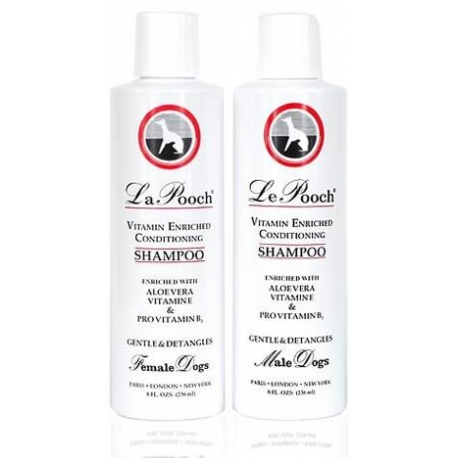 La Pooch®
VITAMIN ENRICHED
CONDITIONING
SHAMPOO
ENRICHED WITH
ALOE VERA
VITAMIN E
&
PRO VITAMIN B,
GENTLE & DETANGLES
Female Dogs
PARIS • LONDON • NEW YORK
8 FL. OZS. (236 ml)
Le Pooch®
VITAMIN ENRICHED
CONDITIONING
SHAMPOO
ENRICHED WITH
ALOE VERA
VITAMIN E
&
PRO VITAMIN B,
GENTLE & DETANGLES
Male Dogs
PARIS • LONDON • NEW YORK
8 FL. OZS. (236 ml)